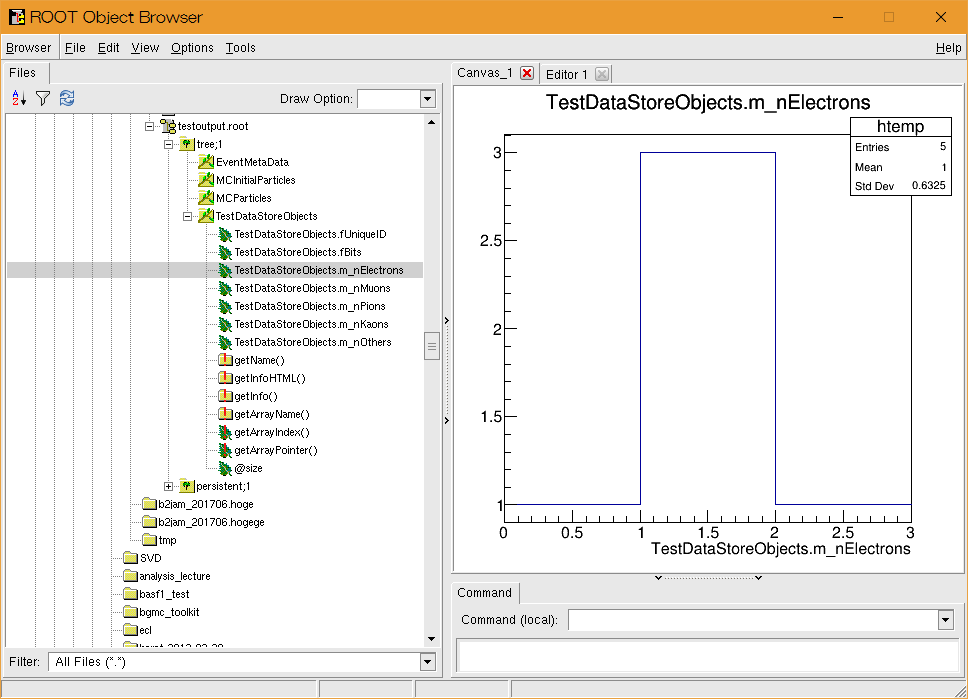 ROOT Object Browser
Browser File Edit View Options Tools Help
Files
Draw Option:
testoutput.root
tree;1
EventMetaData
MCInitialParticles
MCParticles
TestDataStoreObjects
TestDataStoreObjects.fUniqueID
TestDataStoreObjects.fBits
TestDataStoreObjects.m_nElectrons
TestDataStoreObjects.m_nMuons
TestDataStoreObjects.m_nPions
TestDataStoreObjects.m_nKaons
TestDataStoreObjects.m_nOthers
getName()
getInfoHTML()
getInfo()
getArrayName()
getArrayIndex()
getArrayPointer()
@size
persistent;1
b2jam_201706.hoge
b2jam_201706.hogege
tmp
SVD
analysis_lecture
basf1_test
bgmc_toolkit
ecl
Filter: All Files (*.*)
Canvas_1 Editor 1
TestDataStoreObjects.m_nElectrons
htemp
Entries 5
Mean 1
Std Dev 0.6325
3
2.5
2
1.5
1
0 0.5 1 1.5 2 2.5 3
TestDataStoreObjects.m_nElectrons
Command
Command (local):